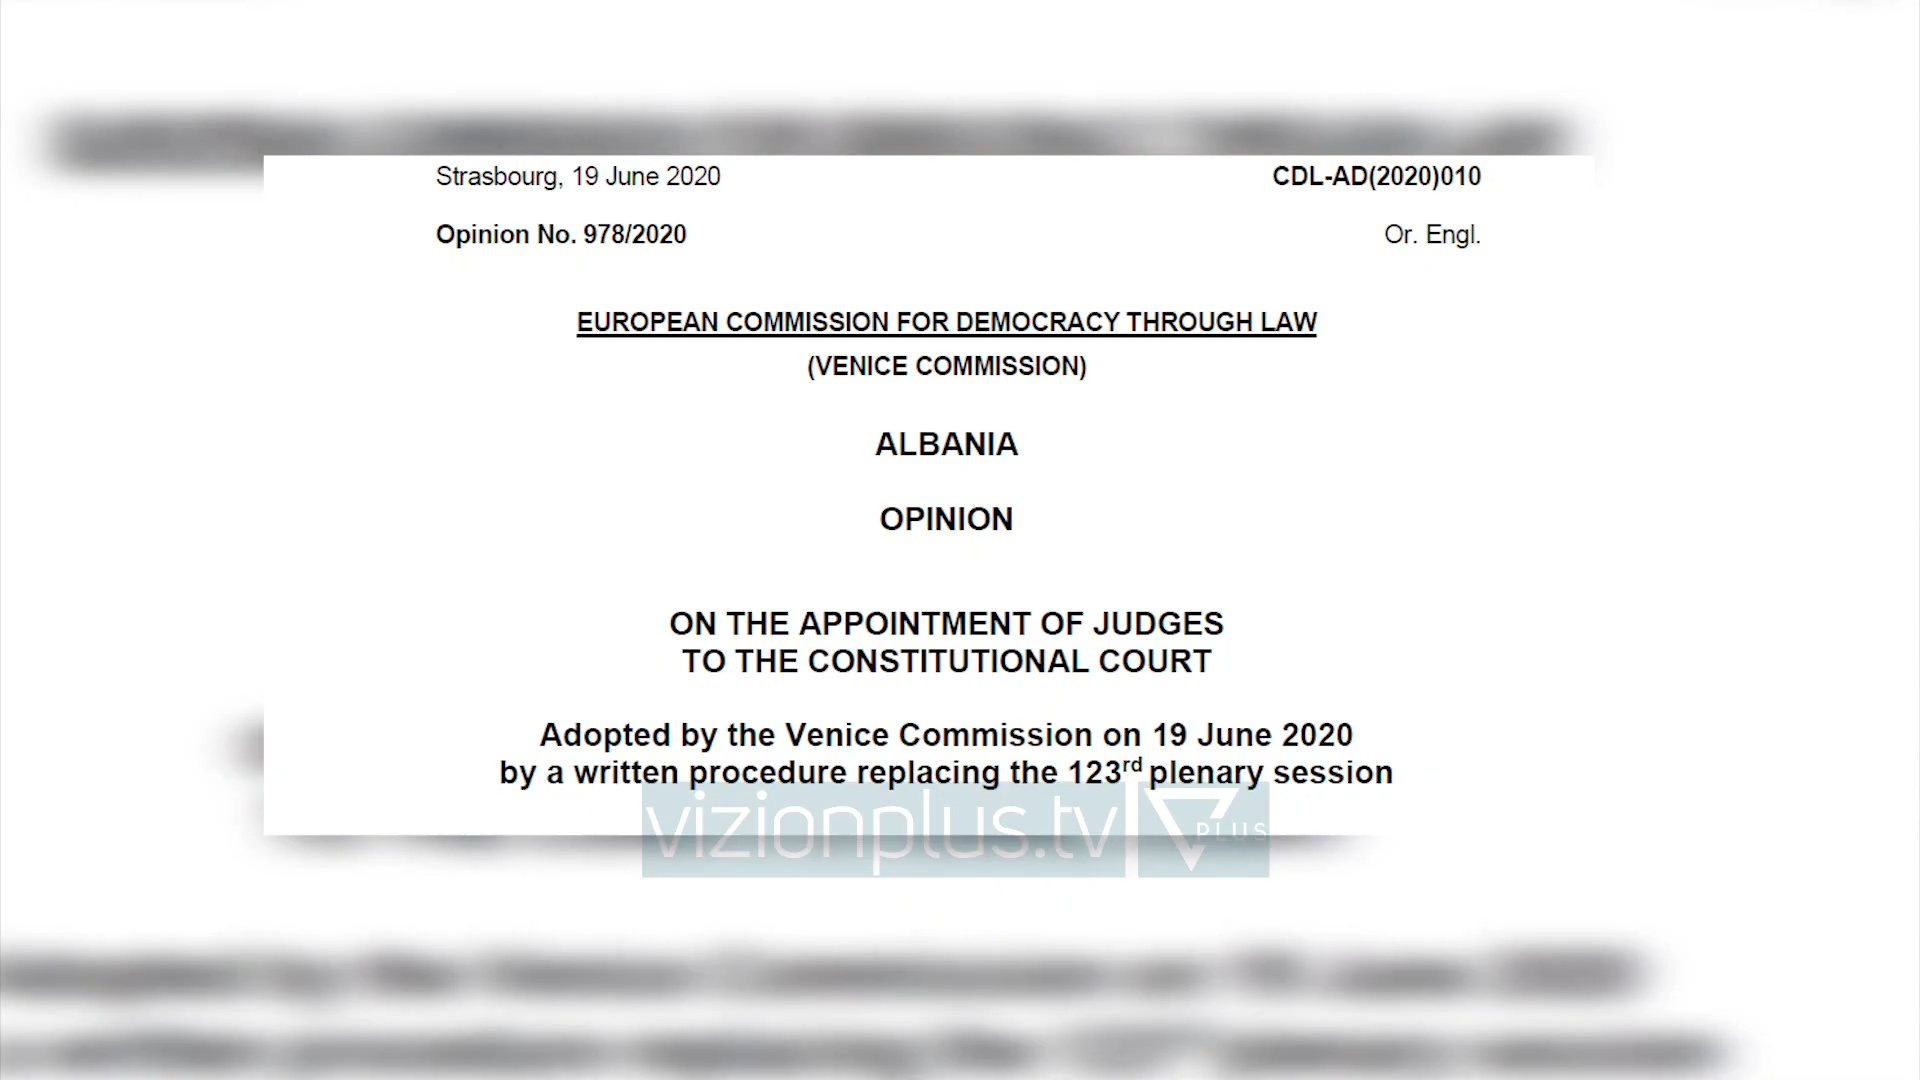 Strasbourg, 19 June 2020
CDL-AD(2020)010
Opinion No. 978/2020
Or. Engl.
EUROPEAN COMMISSION FOR DEMOCRACY THROUGH LAW
(VENICE COMMISSION)
ALBANIA
OPINION
ON THE APPOINTMENT OF JUDGES
TO THE CONSTITUTIONAL COURT
Adopted by the Venice Commission on 19 June 2020
by a written procedure replacing the 123rd plenary session
vizionplus.tv PLUS